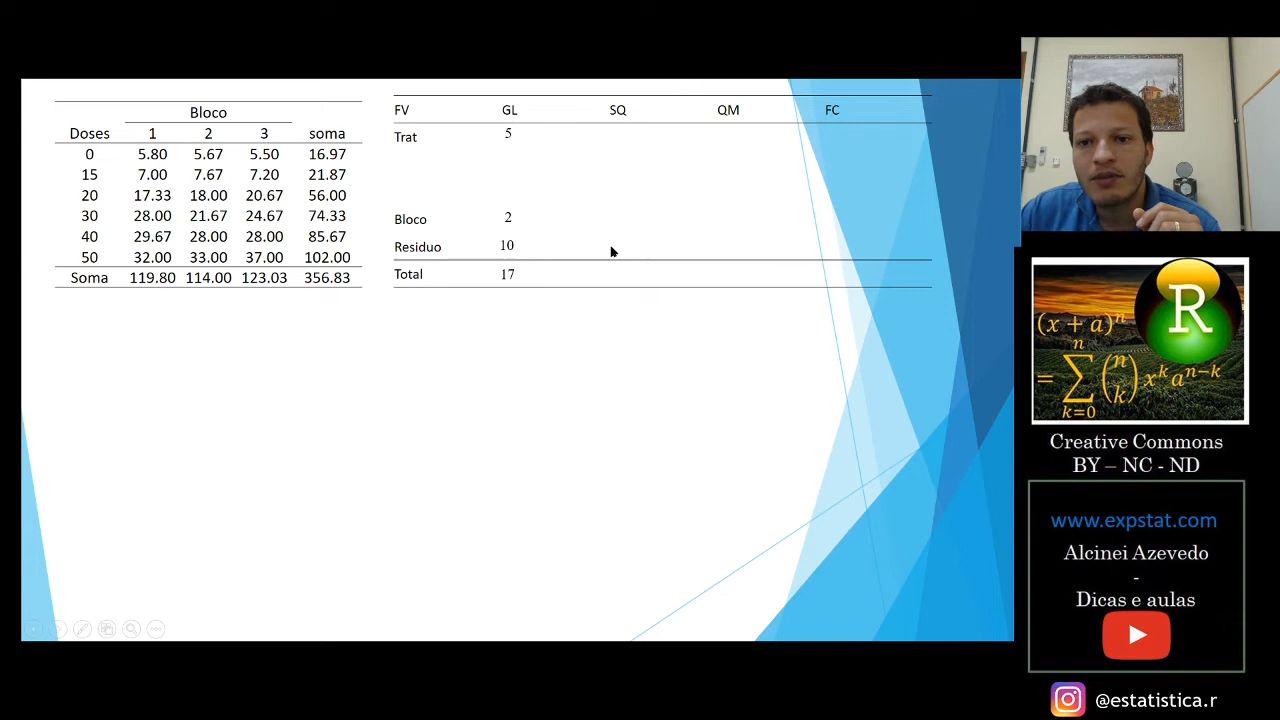 Bloco
Doses 1 2 3 soma
0 5.80 5.67 5.50 16.97
15 7.00 7.67 7.20 21.87
20 17.33 18.00 20.67 56.00
30 28.00 21.67 24.67 74.33
40 29.67 28.00 28.00 85.67
50 32.00 33.00 37.00 102.00
Soma 119.80 114.00 123.03 356.83
FV GL SQ QM FC
Trat 5
Bloco 2
Residuo 10
Total 17
R
(x + a)^n
= ∑_{k=0}^{n} (n k) x^k a^{n−k}
Creative Commons
BY – NC - ND
www.expstat.com
Alcinei Azevedo
-
Dicas e aulas
@estatistica.r